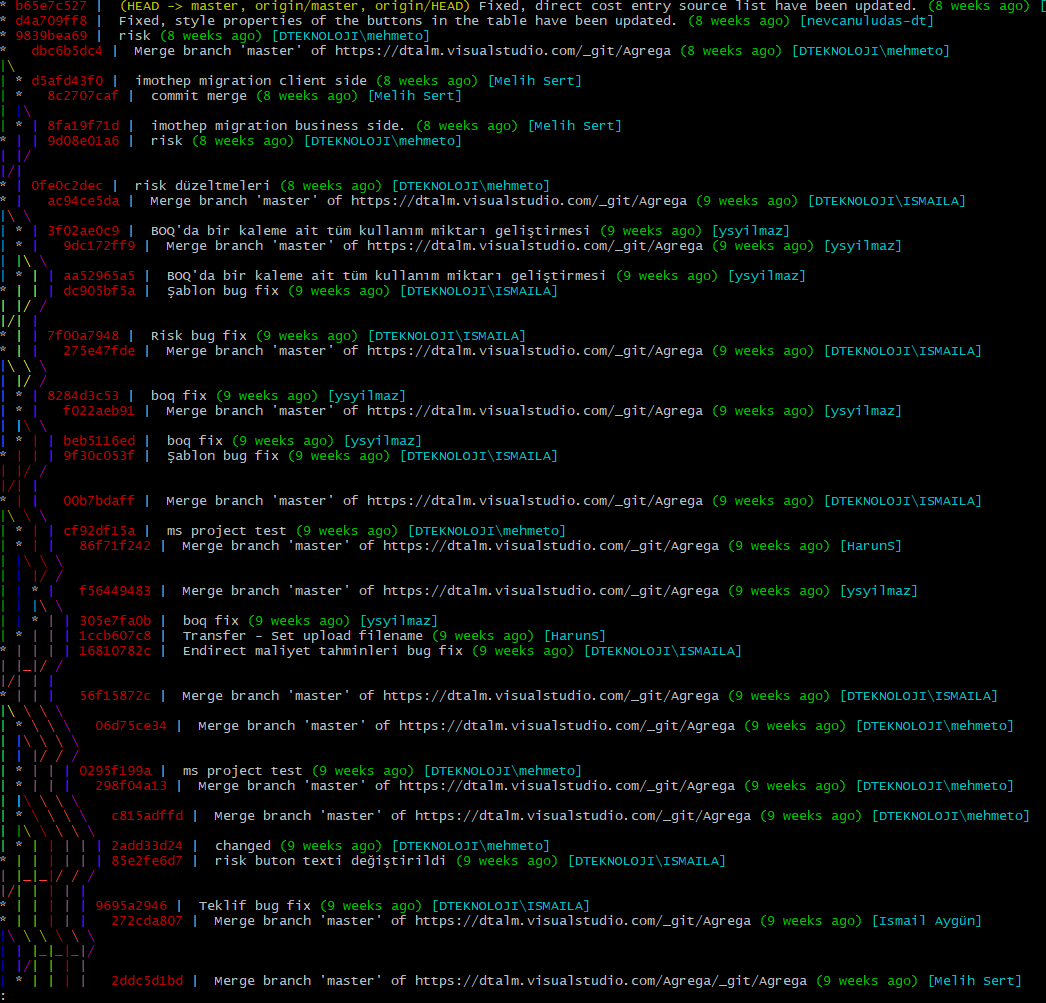 * b65e7c527 |  (HEAD -> master, origin/master, origin/HEAD) Fixed, direct cost entry source list have been updated. (8 weeks ago) [
* d4a709ff8 |  Fixed, style properties of the buttons in the table have been updated. (8 weeks ago) [nevcanuludas-dt]
* 9839bea69 |  risk (8 weeks ago) [DTEKNOLOJI\mehmeto]
*   dbc6b5dc4 |  Merge branch 'master' of https://dtalm.visualstudio.com/_git/Agrega (8 weeks ago) [DTEKNOLOJI\mehmeto]
|\
| * d5afd43f0 |  imothep migration client side (8 weeks ago) [Melih Sert]
| *   8c2707caf |  commit merge (8 weeks ago) [Melih Sert]
| |\
| * | 8fa19f71d |  imothep migration business side. (8 weeks ago) [Melih Sert]
* | | 9d08e01a6 |  risk (8 weeks ago) [DTEKNOLOJI\mehmeto]
| |/
|/|
* | 0fe0c2dec |  risk düzeltmeleri (8 weeks ago) [DTEKNOLOJI\mehmeto]
* |   ac94ce5da |  Merge branch 'master' of https://dtalm.visualstudio.com/_git/Agrega (9 weeks ago) [DTEKNOLOJI\ISMAILA]
|\ \
| * | 3f02ae0c9 |  BOQ'da bir kaleme ait tüm kullanım miktarı geliştirmesi (9 weeks ago) [ysyilmaz]
| * |   9dc172ff9 |  Merge branch 'master' of https://dtalm.visualstudio.com/_git/Agrega (9 weeks ago) [ysyilmaz]
| |\ \
| * | | aa52965a5 |  BOQ'da bir kaleme ait tüm kullanım miktarı geliştirmesi (9 weeks ago) [ysyilmaz]
* | | | dc905bf5a |  Şablon bug fix (9 weeks ago) [DTEKNOLOJI\ISMAILA]
| |/ /
|/| |
* | | 7f00a7948 |  Risk bug fix (9 weeks ago) [DTEKNOLOJI\ISMAILA]
* | |   275e47fde |  Merge branch 'master' of https://dtalm.visualstudio.com/_git/Agrega (9 weeks ago) [DTEKNOLOJI\ISMAILA]
|\ \ \
| |/ /
| * | 8284d3c53 |  boq fix (9 weeks ago) [ysyilmaz]
| * |   f022aeb91 |  Merge branch 'master' of https://dtalm.visualstudio.com/_git/Agrega (9 weeks ago) [ysyilmaz]
| |\ \
| * | | beb5116ed |  boq fix (9 weeks ago) [ysyilmaz]
* | | | 9f30c053f |  Şablon bug fix (9 weeks ago) [DTEKNOLOJI\ISMAILA]
| |/ /
|/| |
* | |   00b7bdaff |  Merge branch 'master' of https://dtalm.visualstudio.com/_git/Agrega (9 weeks ago) [DTEKNOLOJI\ISMAILA]
|\ \ \
| * | | cf92df15a |  ms project test (9 weeks ago) [DTEKNOLOJI\mehmeto]
| * | |   86f71f242 |  Merge branch 'master' of https://dtalm.visualstudio.com/_git/Agrega (9 weeks ago) [HarunS]
| |\ \ \
| | |/ /
| | * |   f56449483 |  Merge branch 'master' of https://dtalm.visualstudio.com/_git/Agrega (9 weeks ago) [ysyilmaz]
| | |\ \
| | * | | 305e7fa0b |  boq fix (9 weeks ago) [ysyilmaz]
| * | | | 1ccb607c8 |  Transfer - Set upload filename (9 weeks ago) [HarunS]
* | | | | 16810782c |  Endirect maliyet tahminleri bug fix (9 weeks ago) [DTEKNOLOJI\ISMAILA]
| |_|/ /
|/| | |
* | | |   56f15872c |  Merge branch 'master' of https://dtalm.visualstudio.com/_git/Agrega (9 weeks ago) [DTEKNOLOJI\ISMAILA]
|\ \ \ \
| * \ \ \   06d75ce34 |  Merge branch 'master' of https://dtalm.visualstudio.com/_git/Agrega (9 weeks ago) [DTEKNOLOJI\mehmeto]
| |\ \ \ \
| | |/ / /
| * | | | 0295f199a |  ms project test (9 weeks ago) [DTEKNOLOJI\mehmeto]
| * | | |   298f04a13 |  Merge branch 'master' of https://dtalm.visualstudio.com/_git/Agrega (9 weeks ago) [DTEKNOLOJI\mehmeto]
| |\ \ \ \
| * \ \ \ \   c815adffd |  Merge branch 'master' of https://dtalm.visualstudio.com/_git/Agrega (9 weeks ago) [DTEKNOLOJI\mehmeto]
| |\ \ \ \ \
| * | | | | | 2add33d24 |  changed (9 weeks ago) [DTEKNOLOJI\mehmeto]
* | | | | | | 85e2fe6d7 |  risk buton texti değiştirildi (9 weeks ago) [DTEKNOLOJI\ISMAILA]
| |_|_|/ / /
|/| | | | |
* | | | | | 9695a2946 |  Teklif bug fix (9 weeks ago) [DTEKNOLOJI\ISMAILA]
* | | | | |   272cda807 |  Merge branch 'master' of https://dtalm.visualstudio.com/_git/Agrega (9 weeks ago) [Ismail Aygün]
|\ \ \ \ \ \
| | |_|_|_|/
| |/| | | |
| * | | | |   2ddc5d1bd |  Merge branch 'master' of https://dtalm.visualstudio.com/Agrega/_git/Agrega (9 weeks ago) [Melih Sert]
: